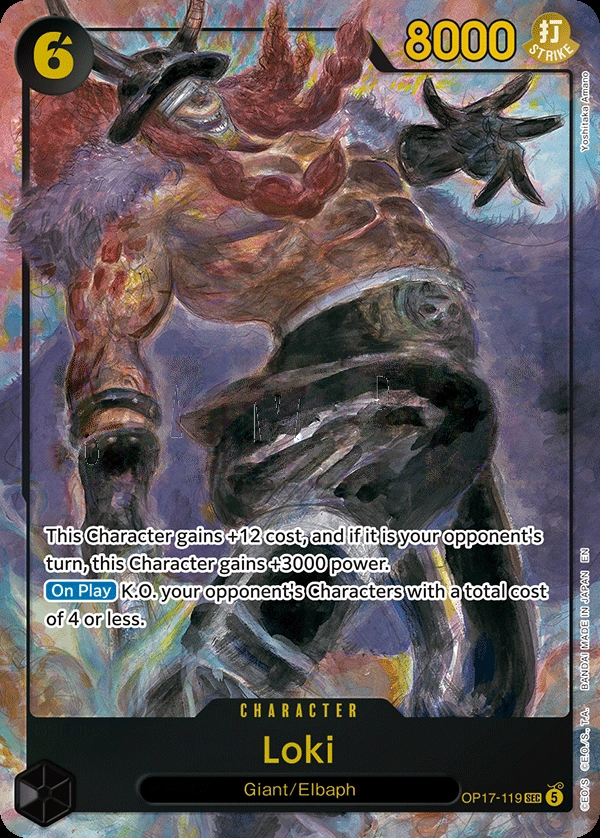 6
8000
打
STRIKE
Yoshitaka Amano
This Character gains +12 cost, and if it is your opponent's
turn, this Character gains +3000 power.
On Play K.O. your opponent's Characters with a total cost
of 4 or less.
CHARACTER
Loki
Giant/Elbaph
OP17-119 SEC 5
©EO/S ©E.O./S., T.A. BANDAI MADE IN JAPAN EN